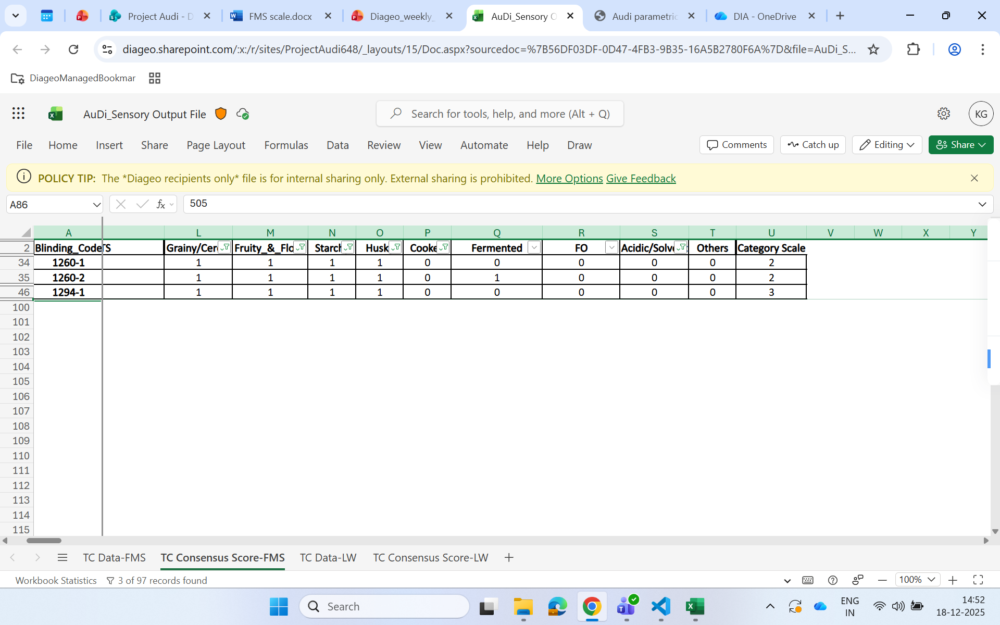 Project Audi - D
FMS scale.docx
Diageo_weekly_
AuDi_Sensory O
Audi parametric
DIA - OneDrive
diageo.sharepoint.com/:x:/r/sites/ProjectAudi648/_layouts/15/Doc.aspx?sourcedoc=%7B56DF03DF-0D47-4FB3-9B35-16A5B2780F6A%7D&file=AuDi_S...
DiageoManagedBookmar
AuDi_Sensory Output File
Search for tools, help, and more (Alt + Q)
KG
File Home Insert Share Page Layout Formulas Data Review View Automate Help Draw
Comments Catch up Editing Share
POLICY TIP: The *Diageo recipients only* file is for internal sharing only. External sharing is prohibited. More Options Give Feedback
A86 fx 505
A L M N O P Q R S T U V W X Y
2 Blinding_Code TS Grainy/Cer Fruity_&_Flo Starch Husk Cooke Fermented FO Acidic/Solve Others Category Scale
34 1260-1 1 1 1 1 0 0 0 0 0 2
35 1260-2 1 1 1 1 0 1 0 0 0 2
46 1294-1 1 1 1 1 0 0 0 0 0 3
100
101
102
103
104
105
106
107
108
109
110
111
112
113
114
115
TC Data-FMS TC Consensus Score-FMS TC Data-LW TC Consensus Score-LW
Workbook Statistics 3 of 97 records found 100%
Search
ENG
IN
14:52
18-12-2025